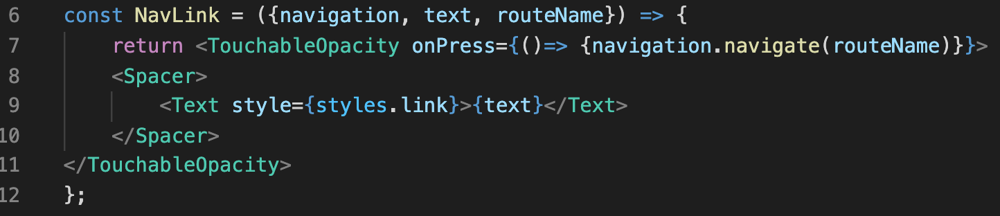 6 const NavLink = ({navigation, text, routeName}) => {
7 return <TouchableOpacity onPress={()=> {navigation.navigate(routeName)}}>
8 <Spacer>
9 <Text style={styles.link}>{text}</Text>
10 </Spacer>
11 </TouchableOpacity>
12 };